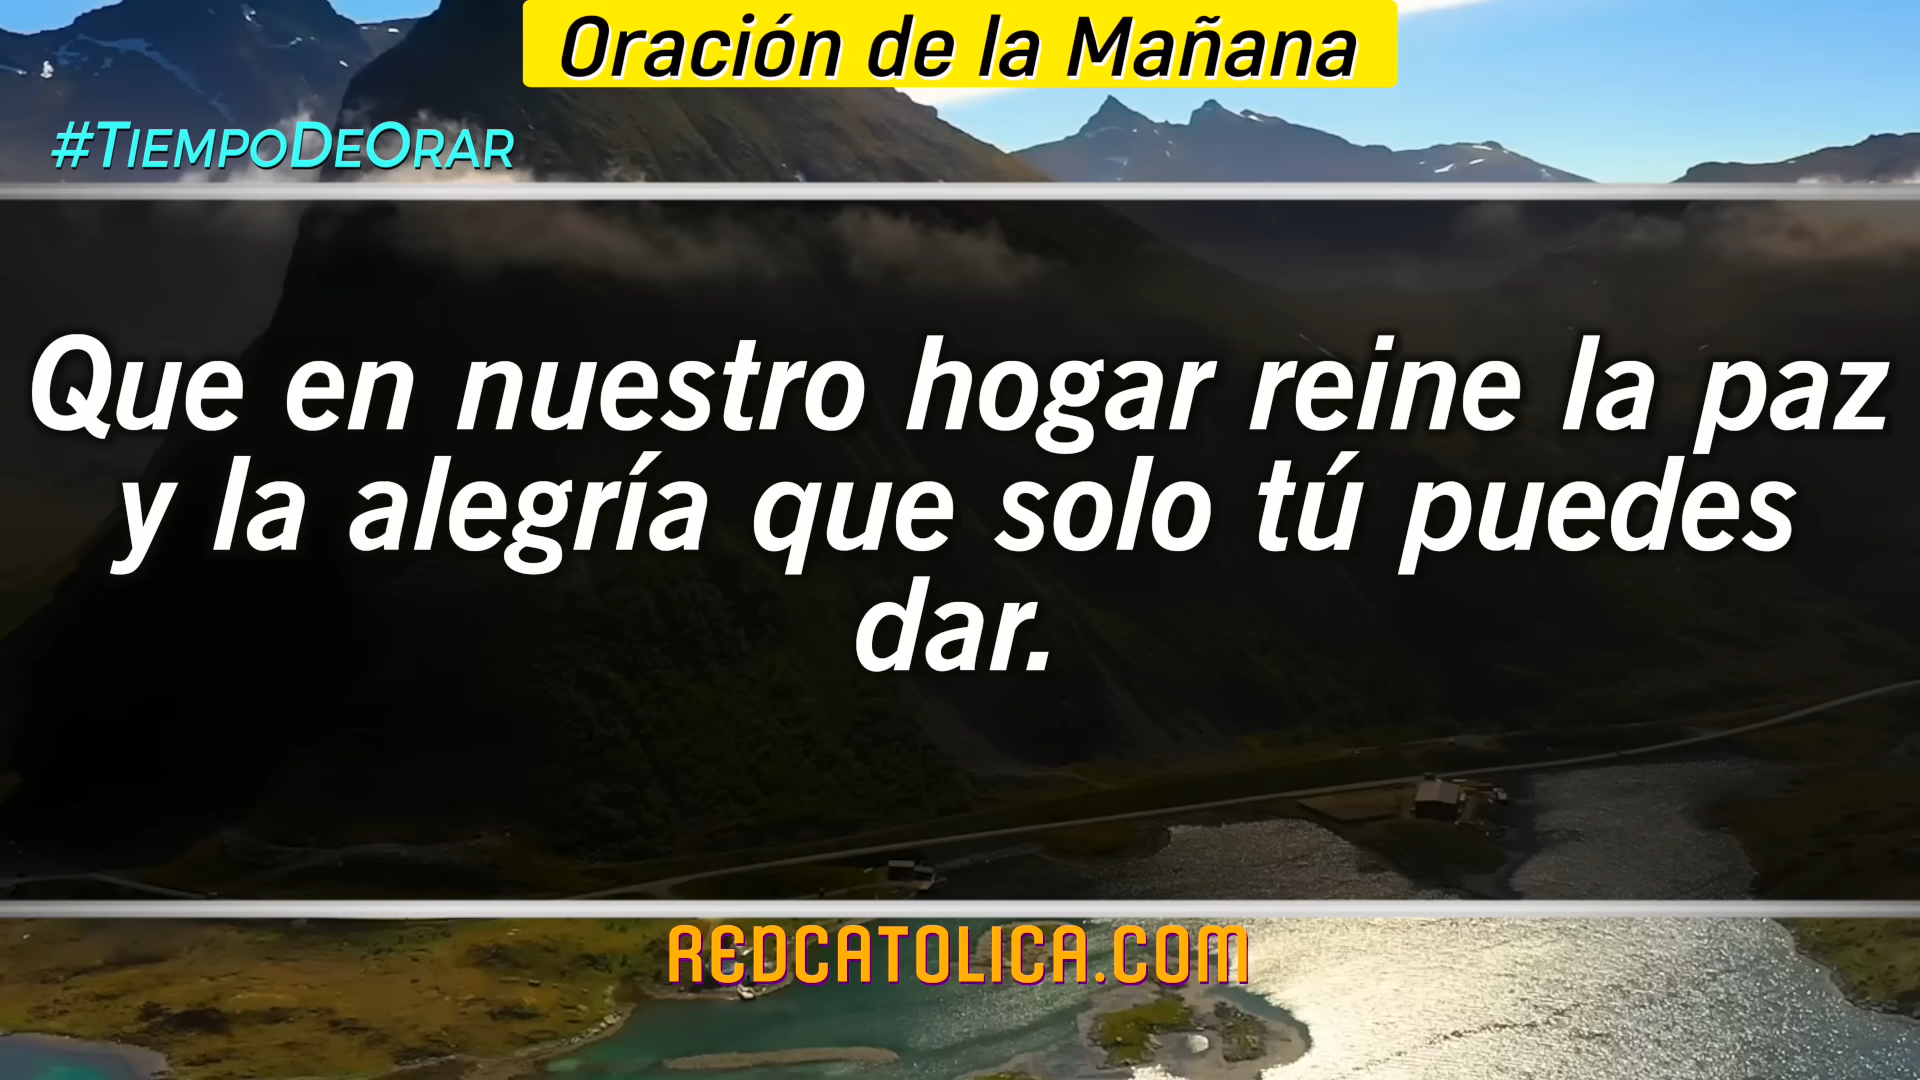 Oración de la Mañana
#TiempoDeOrar
Que en nuestro hogar reine la paz
y la alegría que solo tú puedes
dar.
REDCATOLICA.COM